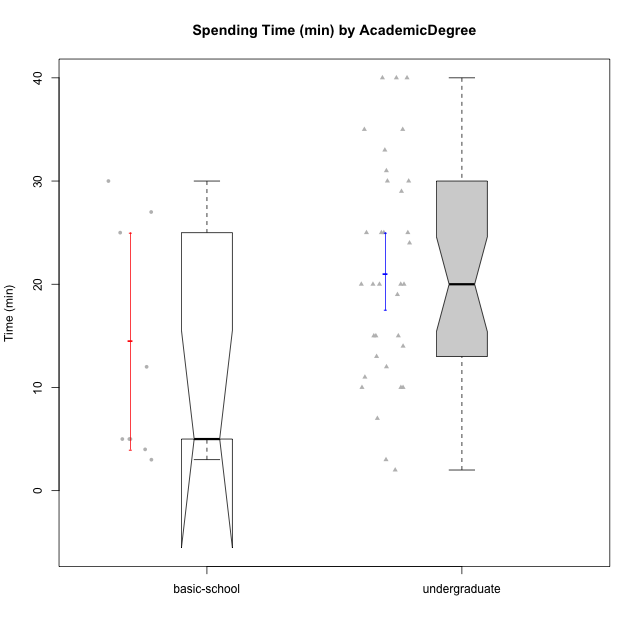 Spending Time (min) by AcademicDegree
Time (min)
40
30
20
10
0
basic-school
undergraduate